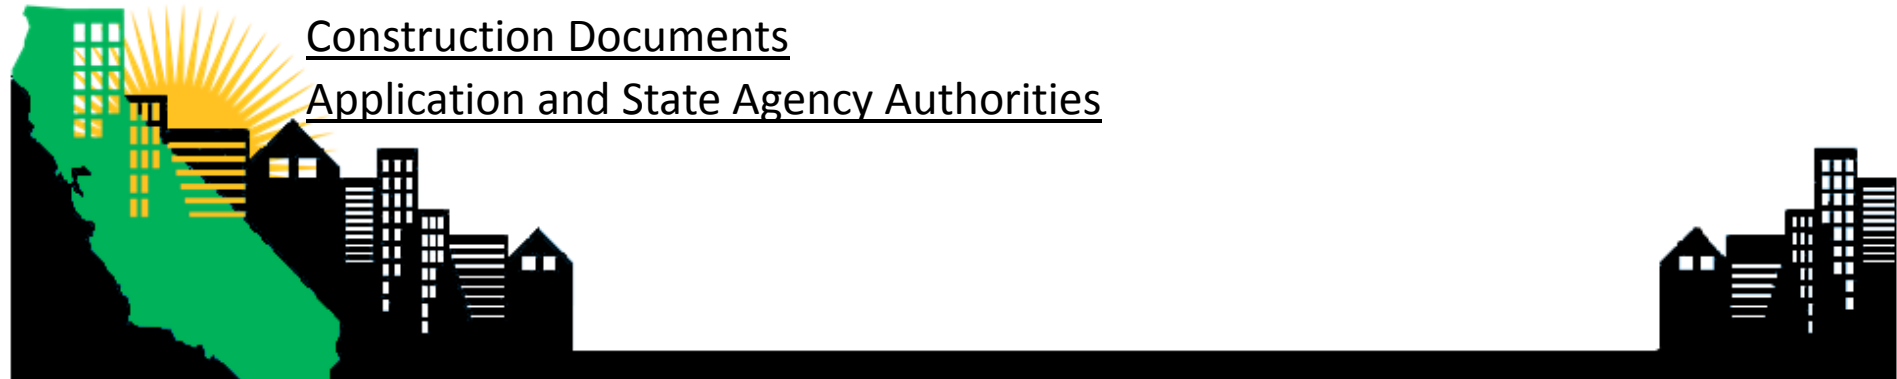 Construction Documents
Application and State Agency Authorities